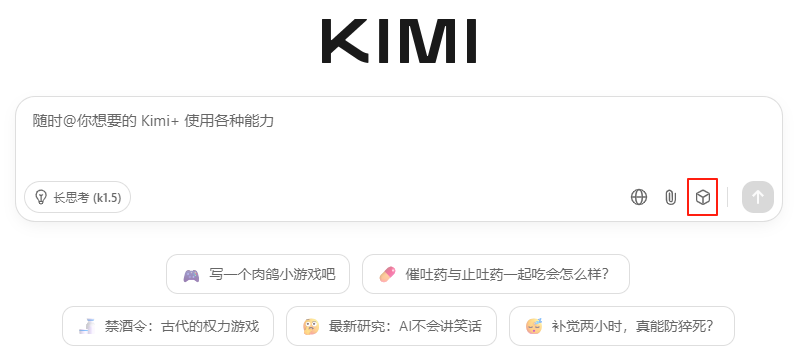 KIMI
随时@你想要的 Kimi+ 使用各种能力
长思考 (k1.5)
写一个肉鸽小游戏吧
催吐药与止吐药一起吃会怎么样?
禁酒令：古代的权力游戏
最新研究：AI不会讲笑话
补觉两小时，真能防猝死?